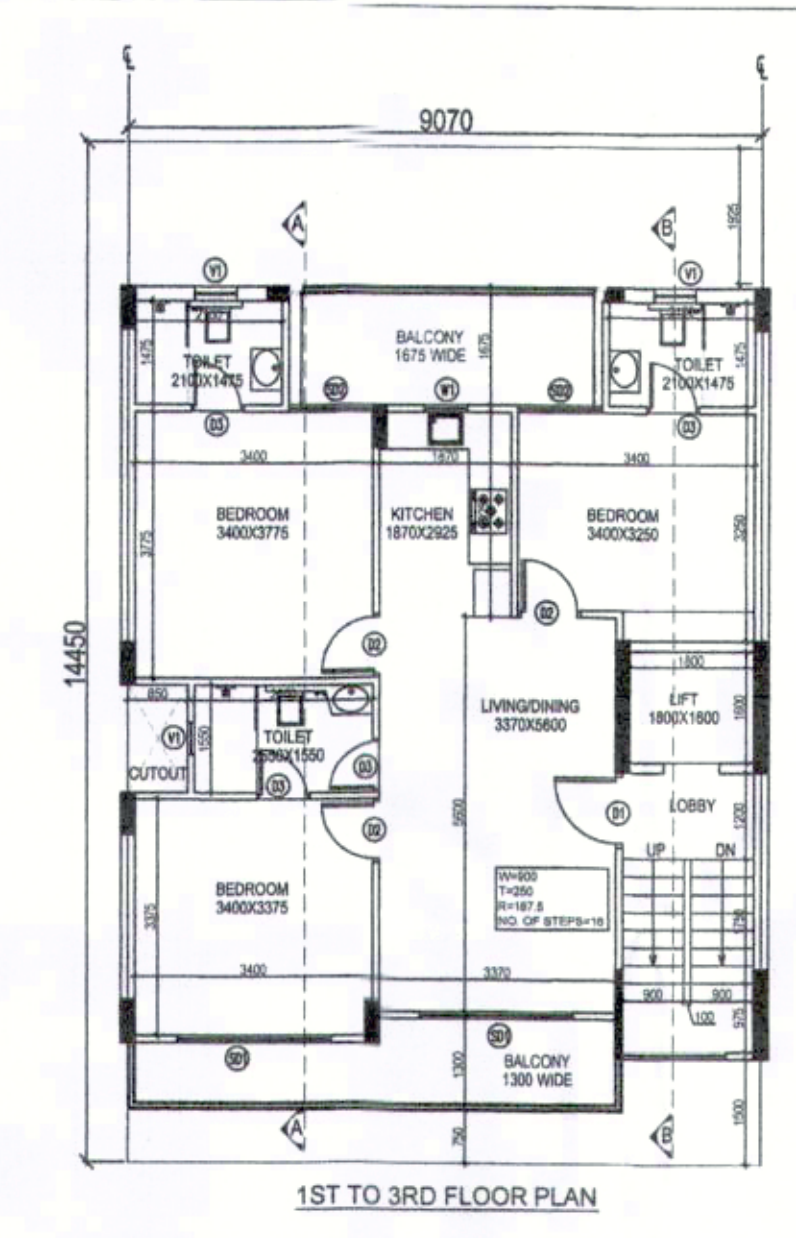 9070
1925
A
B
V1
V1
BALCONY
1675 WIDE
1675
1475
TOILET
2100X1475
TOILET
2100X1475
1475
SD2
W1
SD2
D3
D3
3400
1870
3400
BEDROOM
3400X3775
KITCHEN
1870X2925
BEDROOM
3400X3250
3775
3250
D2
D2
14450
850
1800
LIVING/DINING
3370X5600
LIFT
1800X1600
1600
V1
1550
TOILET
CUTOUT
D3
D3
D2
5600
D1
LOBBY
1200
UP
DN
BEDROOM
3400X3375
3375
W=900
T=250
R=187.5
NO. OF STEPS=16
3400
3370
900
900
100
975
SD1
SD1
BALCONY
1300 WIDE
1300
A
B
750
1500
1ST TO 3RD FLOOR PLAN